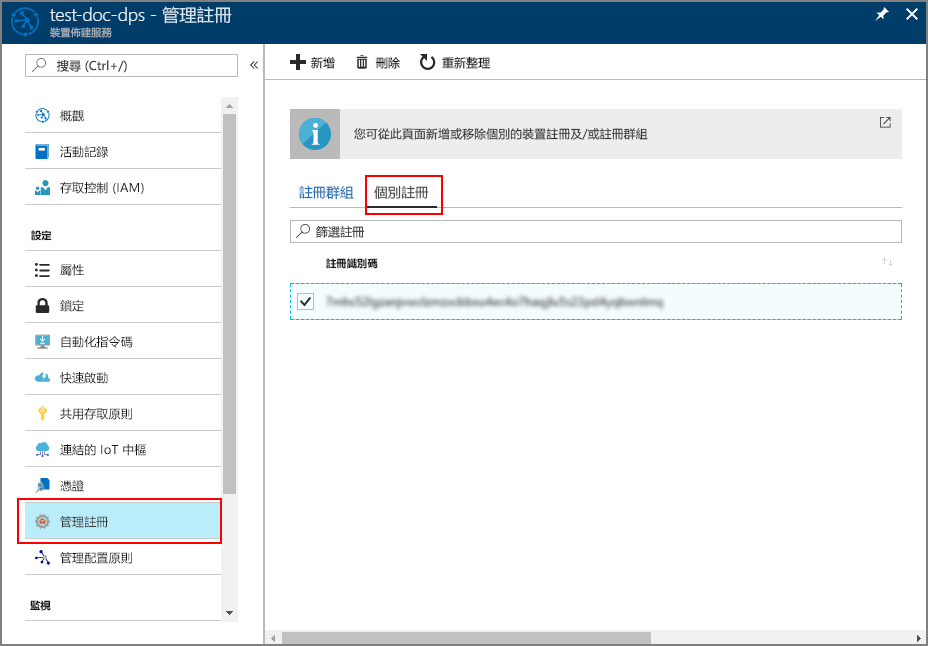 test-doc-dps - 管理註冊
裝置佈建服務
搜尋 (Ctrl+/)
概觀
活動記錄
存取控制 (IAM)
設定
屬性
鎖定
自動化指令碼
快速啟動
共用存取原則
連結的 IoT 中樞
憑證
管理註冊
管理配置原則
監視
新增 刪除 重新整理
您可從此頁面新增或移除個別的裝置註冊及/或註冊群組
註冊群組 個別註冊
篩選註冊
註冊識別碼